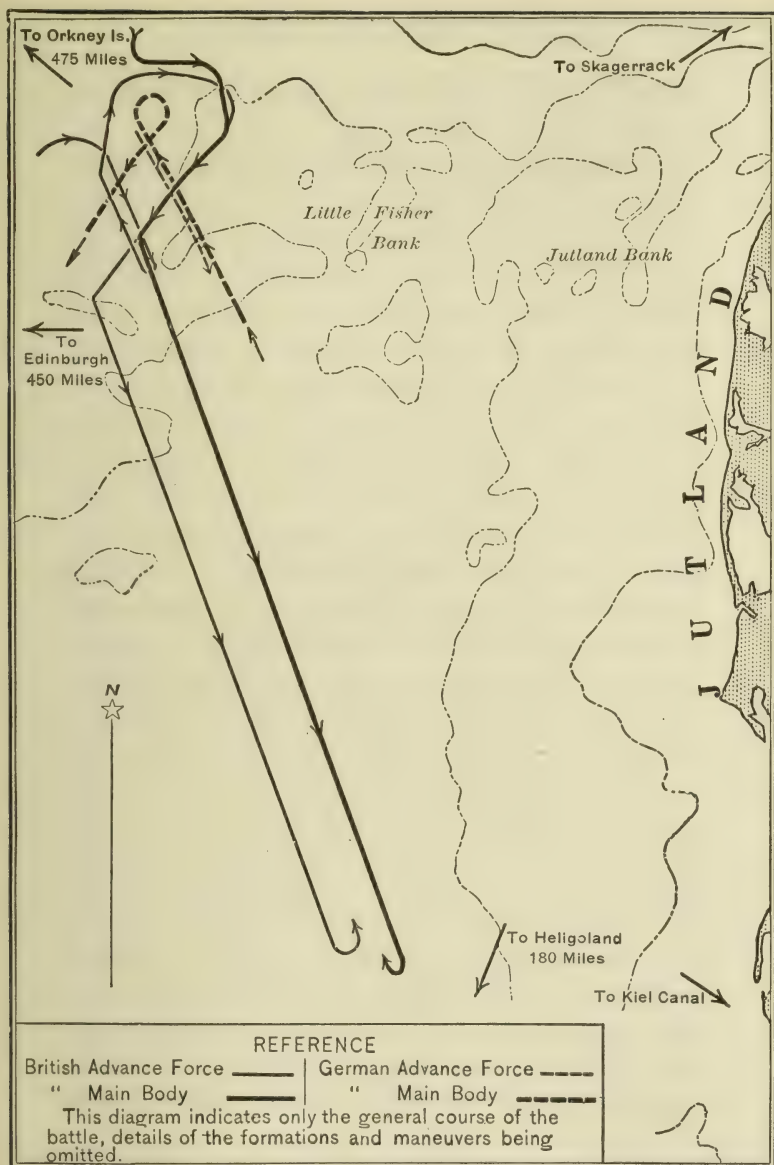 To Orkney Is.
475 Miles
To Skagerrack
Little Fisher
Bank
Jutland Bank
To
Edinburgh
450 Miles
JUTLAND
N
To Heligoland
180 Miles
To Kiel Canal
REFERENCE
British Advance Force German Advance Force
“ Main Body “ Main Body
This diagram indicates only the general course of the
battle, details of the formations and maneuvers being
omitted.